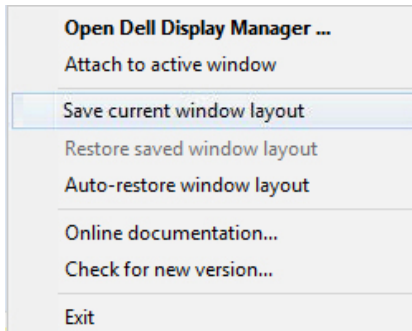 Open Dell Display Manager ...
Attach to active window
Save current window layout
Restore saved window layout
Auto-restore window layout
Online documentation...
Check for new version...
Exit